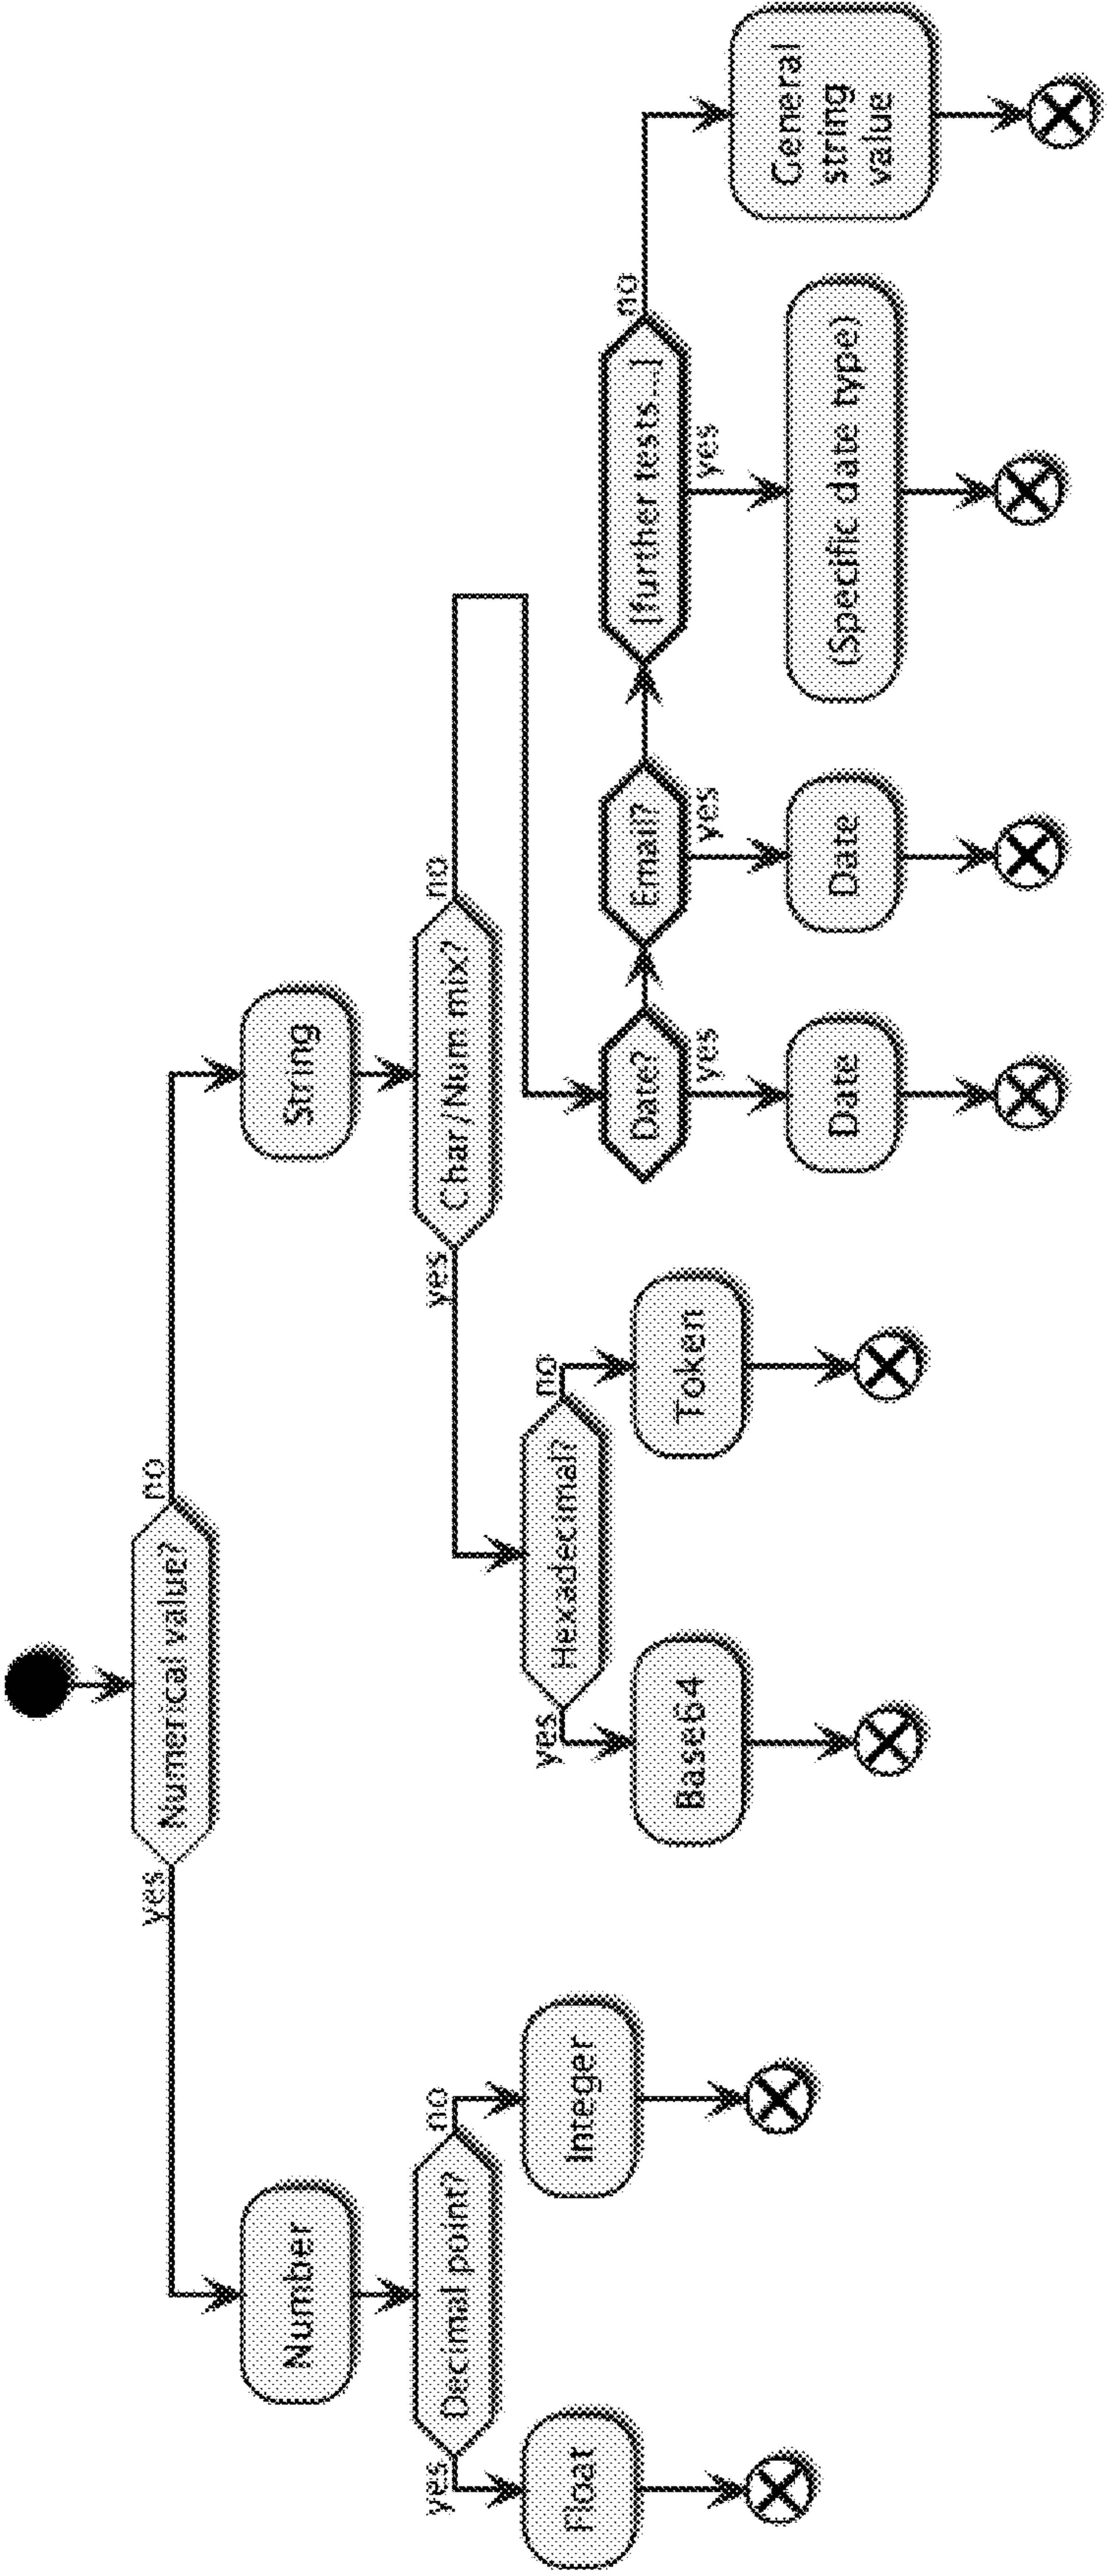 Numerical value?
yes
no
Number
String
Decimal point?
yes
no
Char/Num mix?
yes
no
Float
Integer
Hexadecimal?
yes
no
Base64
Token
Date?
yes
Email?
yes
[further tests...]
yes
no
Date
Date
(Specific date type)
General
string
value